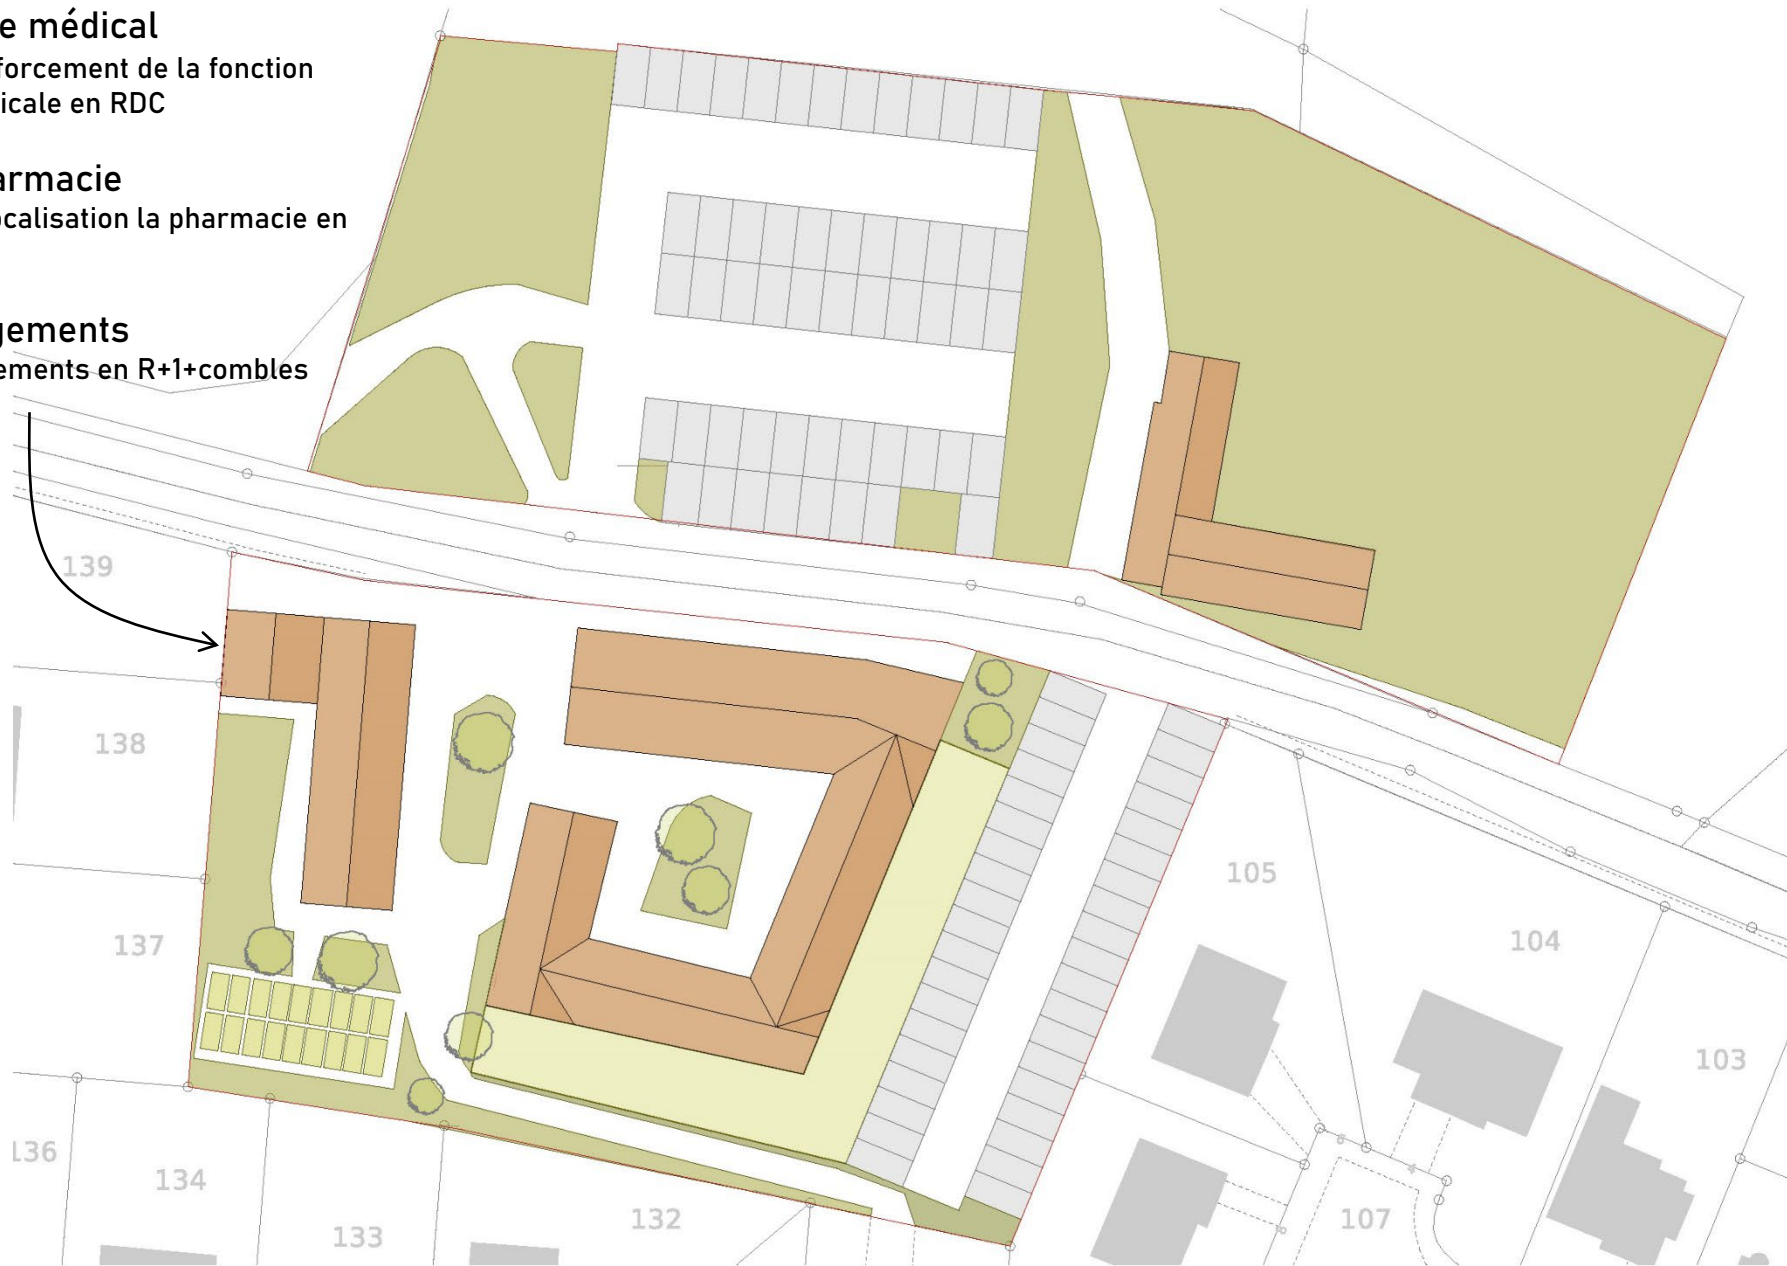 e médical
forcement de la fonction
icale en RDC
armacie
ocalisation la pharmacie en
gements
ements en R+1+combles
139
138
137
136
134
133
132
105
104
103
107